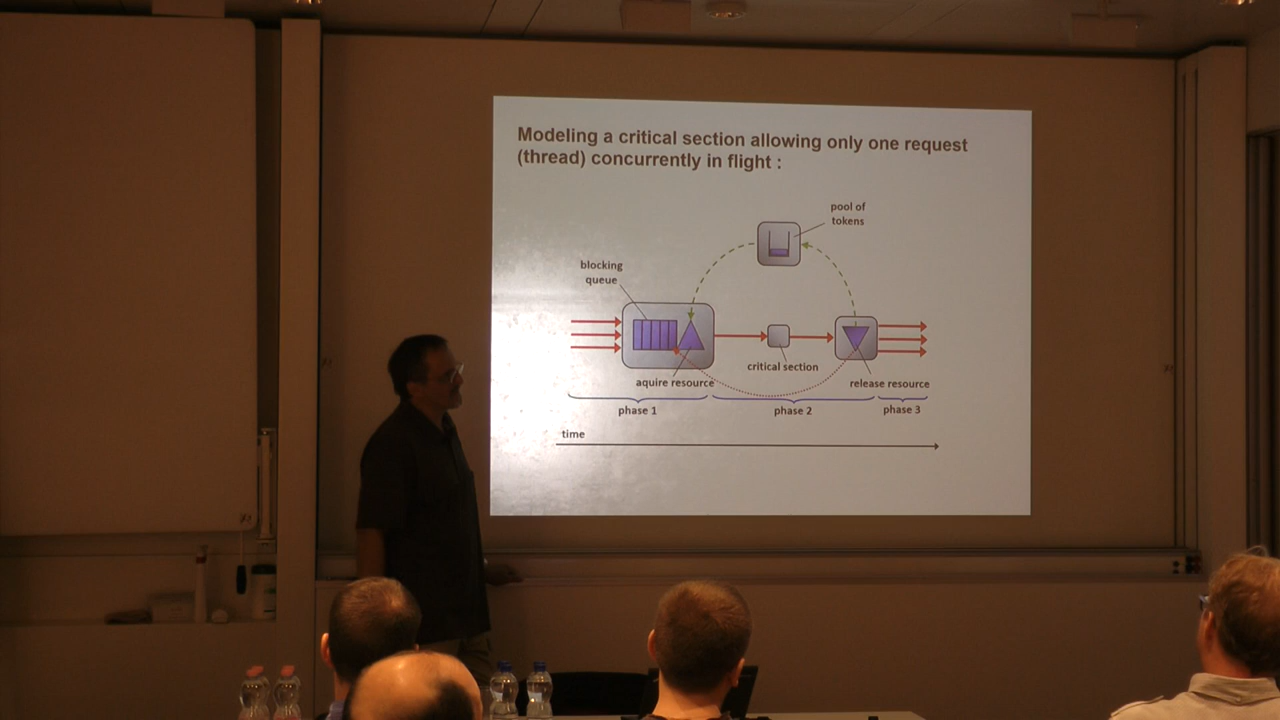 Modeling a critical section allowing only one request
(thread) concurrently in flight :
pool of
tokens
blocking
queue
critical section
aquire resource
release resource
phase 1
phase 2
phase 3
time